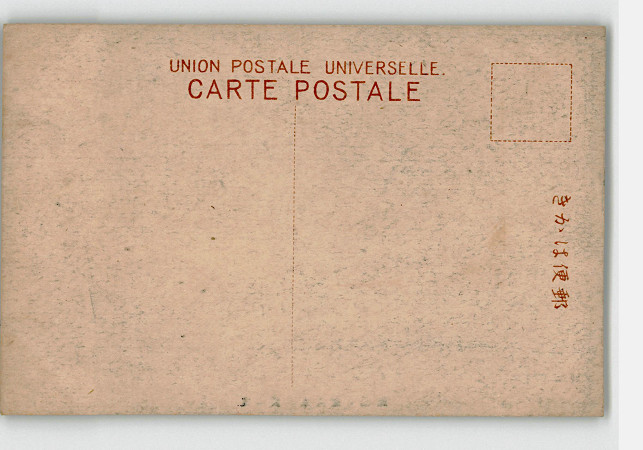 UNION POSTALE UNIVERSELLE.
CARTE POSTALE
郵便はかき